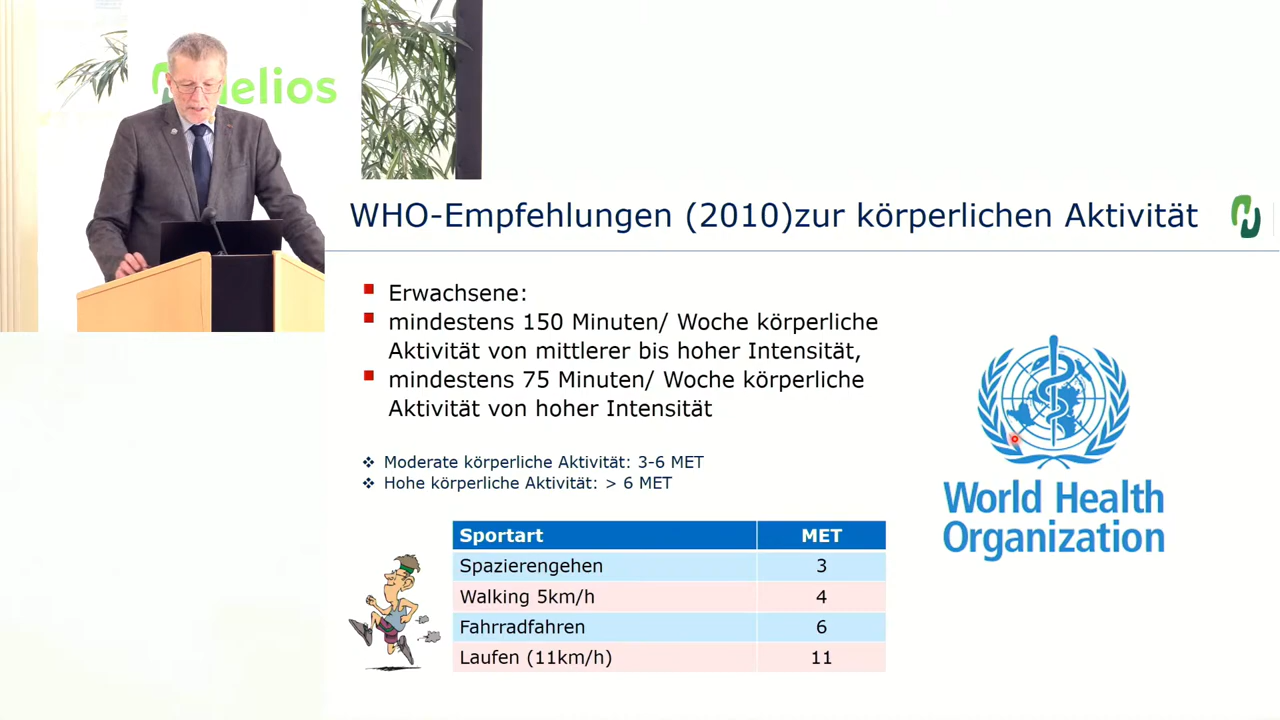 elios
WHO-Empfehlungen (2010)zur körperlichen Aktivität
Erwachsene:
mindestens 150 Minuten/ Woche körperliche
Aktivität von mittlerer bis hoher Intensität,
mindestens 75 Minuten/ Woche körperliche
Aktivität von hoher Intensität
Moderate körperliche Aktivität: 3-6 MET
Hohe körperliche Aktivität: > 6 MET
Sportart MET
Spazierengehen 3
Walking 5km/h 4
Fahrradfahren 6
Laufen (11km/h) 11
World Health
Organization